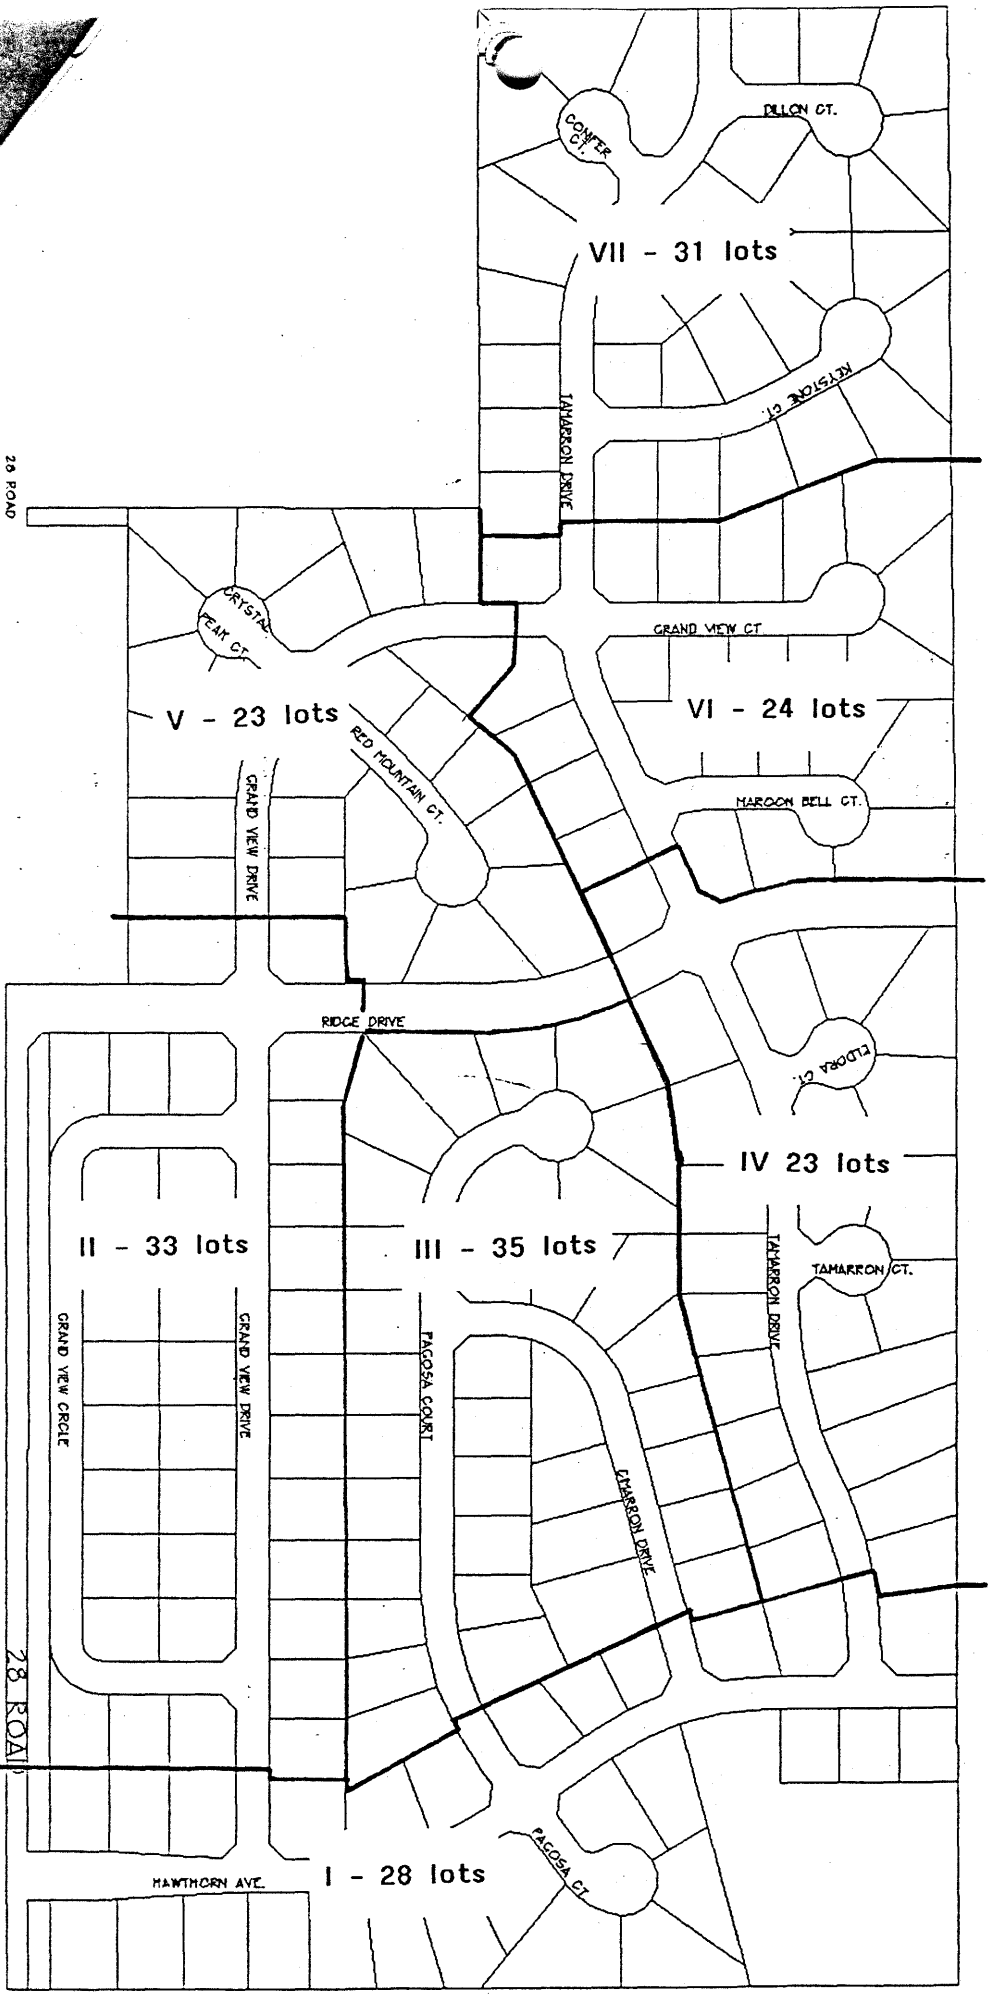 DILLON CT.
COMFER
CT.
VII - 31 lots
KEYSTONE CT.
TAMARRON DRIVE
28 ROAD
CRYSTAL
PEAK CT.
GRAND VIEW CT
V - 23 lots
VI - 24 lots
RED MOUNTAIN CT.
GRAND VIEW DRIVE
MAROON BELL CT.
RIDGE DRIVE
ELDORA CT.
IV 23 lots
II - 33 lots
III - 35 lots
TAMARRON CT.
TAMARRON DRIVE
GRAND VIEW CIRCLE
GRAND VIEW DRIVE
PAGOSA COURT
CIMARRON DRIVE
28 ROAD
PAGOSA CT
I - 28 lots
HAWTHORN AVE.